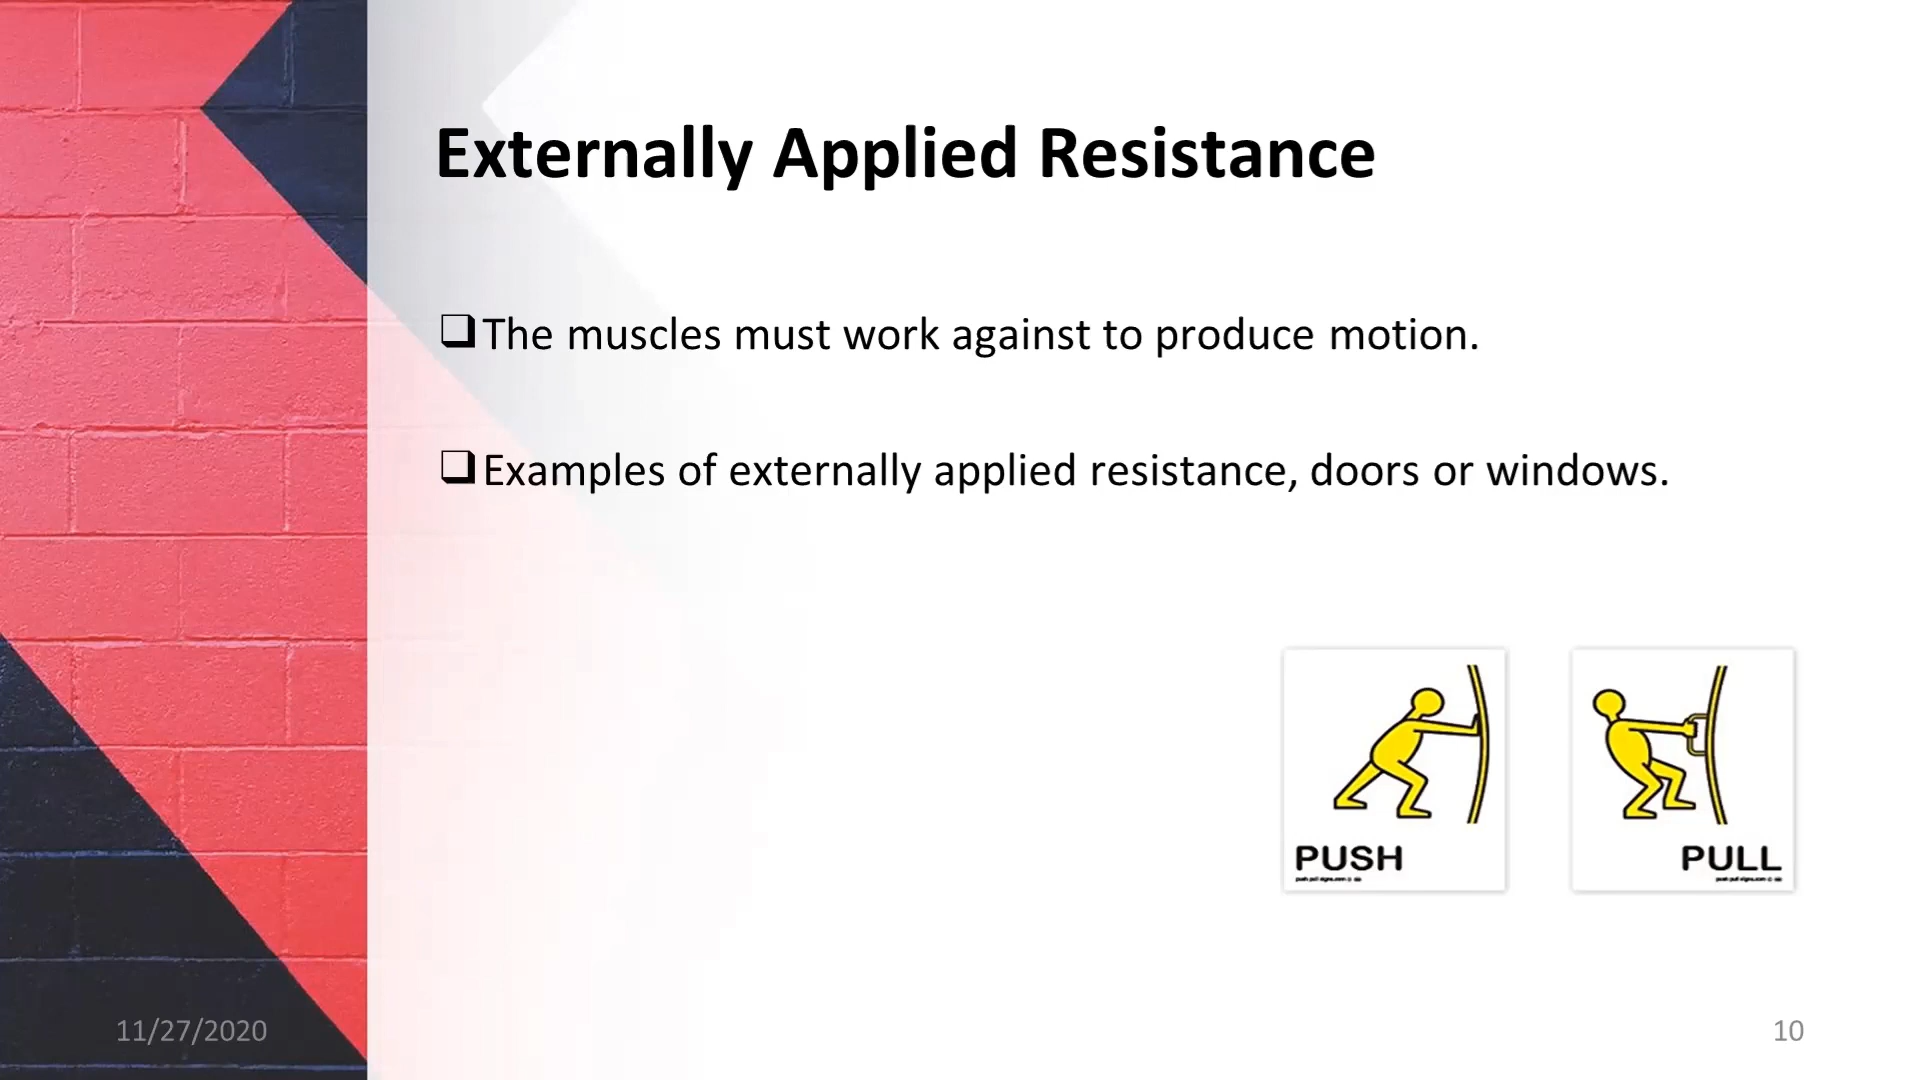 Externally Applied Resistance
The muscles must work against to produce motion.
Examples of externally applied resistance, doors or windows.
PUSH
PULL
11/27/2020
10